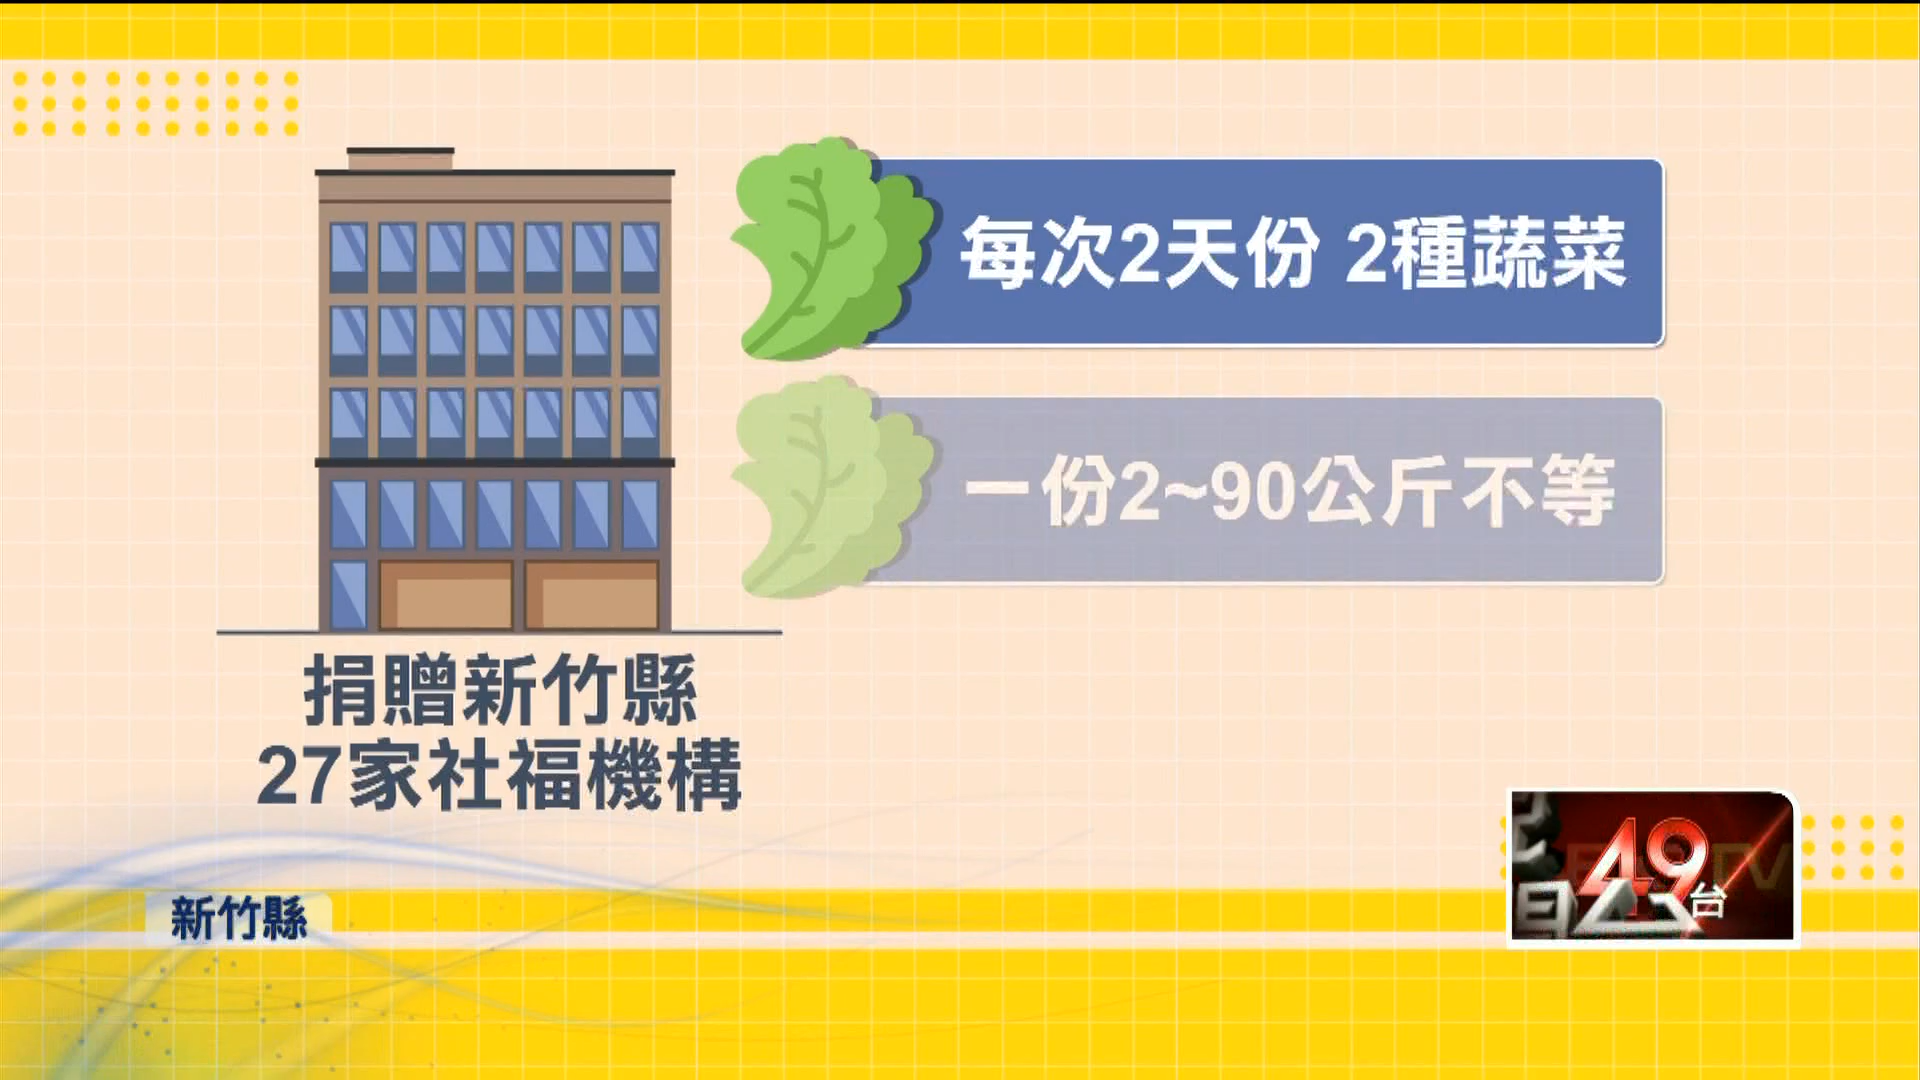 每次2天份 2種蔬菜
一份2~90公斤不等
捐贈新竹縣
27家社福機構
新竹縣
49台